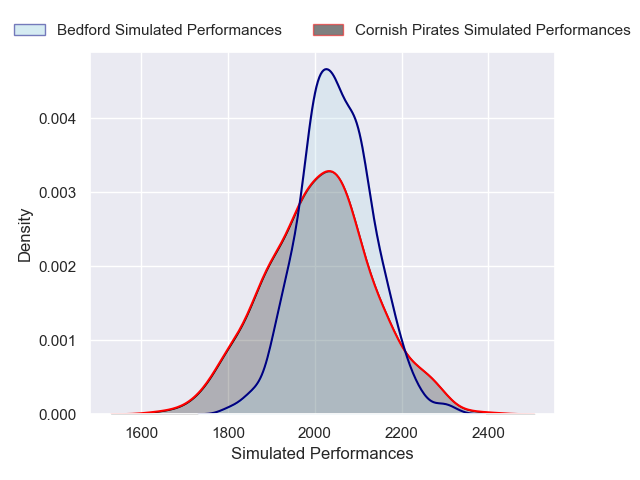 Bedford Simulated Performances Cornish Pirates Simulated Performances
0.004
0.003
0.002
0.001
0.000
Density
1600 1800 2000 2200 2400
Simulated Performances